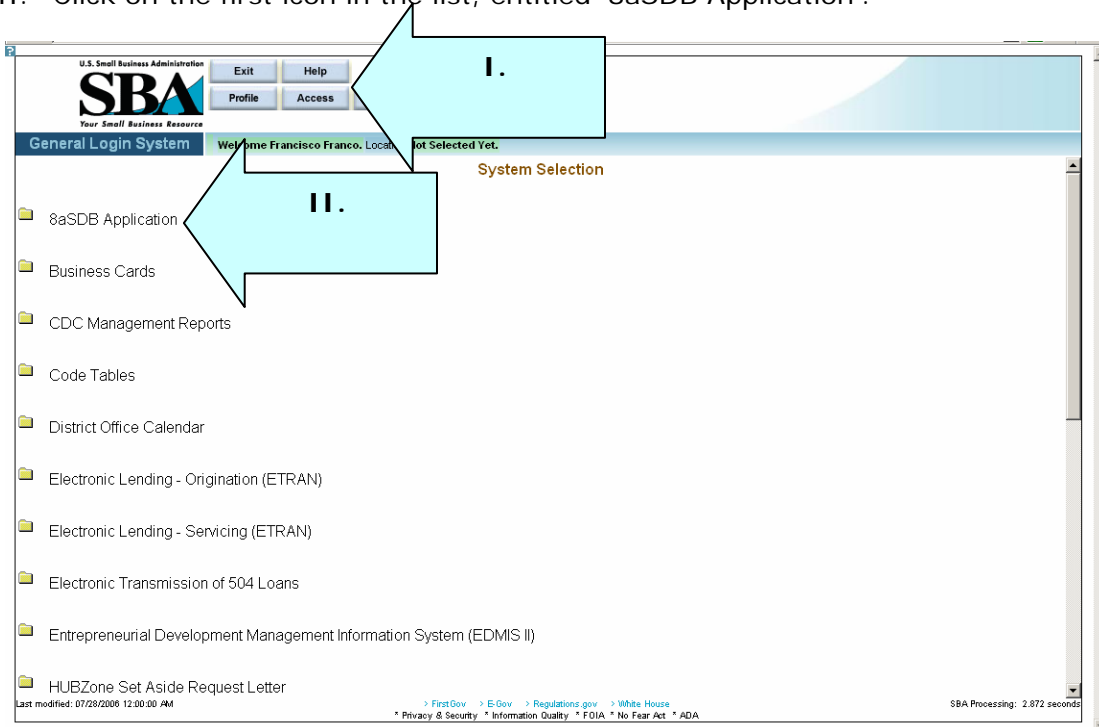 Click on the first icon in the list, entitled "8aSDB Application".
?
U.S. Small Business Administration
SBA
Your Small Business Resource
Exit Help
Profile Access
I.
General Login System Welcome Francisco Franco. Not Selected Yet.
System Selection
II.
8aSDB Application
Business Cards
CDC Management Reports
Code Tables
District Office Calendar
Electronic Lending - Origination (ETRAN)
Electronic Lending - Servicing (ETRAN)
Electronic Transmission of 504 Loans
Entrepreneurial Development Management Information System (EDMIS II)
HUBZone Set Aside Request Letter
Last modified: 07/28/2006 12:00:00 AM > FirstGov > E-Gov > Regulations.gov > White House SBA Processing: 2.872 seconds
* Privacy & Security * Information Quality * FOIA * No Fear Act * ADA